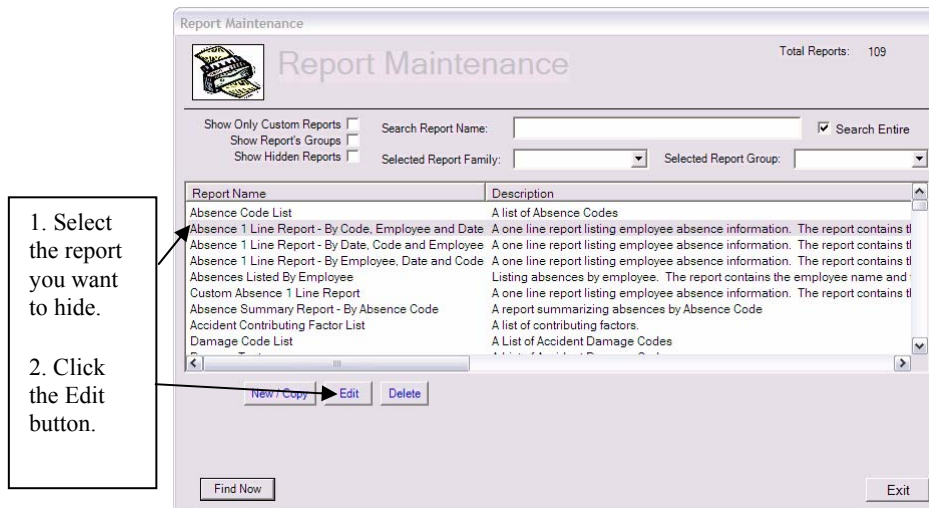 Report Maintenance
Report Maintenance
Total Reports: 109
Show Only Custom Reports
Show Report's Groups
Show Hidden Reports
Search Report Name:
Search Entire
Selected Report Family:
Selected Report Group:
Report Name Description
Absence Code List A list of Absence Codes
Absence 1 Line Report - By Code, Employee and Date A one line report listing employee absence information. The report contains
Absence 1 Line Report - By Date, Code and Employee A one line report listing employee absence information. The report contains
Absence 1 Line Report - By Employee, Date and Code A one line report listing employee absence information. The report contains
Absences Listed By Employee Listing absences by employee. The report contains the employee name and
Custom Absence 1 Line Report A one line report listing employee absence information. The report contains
Absence Summary Report - By Absence Code A report summarizing absences by Absence Code
Accident Contributing Factor List A list of contributing factors.
Damage Code List A List of Accident Damage Codes
New / Copy Edit Delete
Find Now
Exit
1. Select
the report
you want
to hide.
2. Click
the Edit
button.